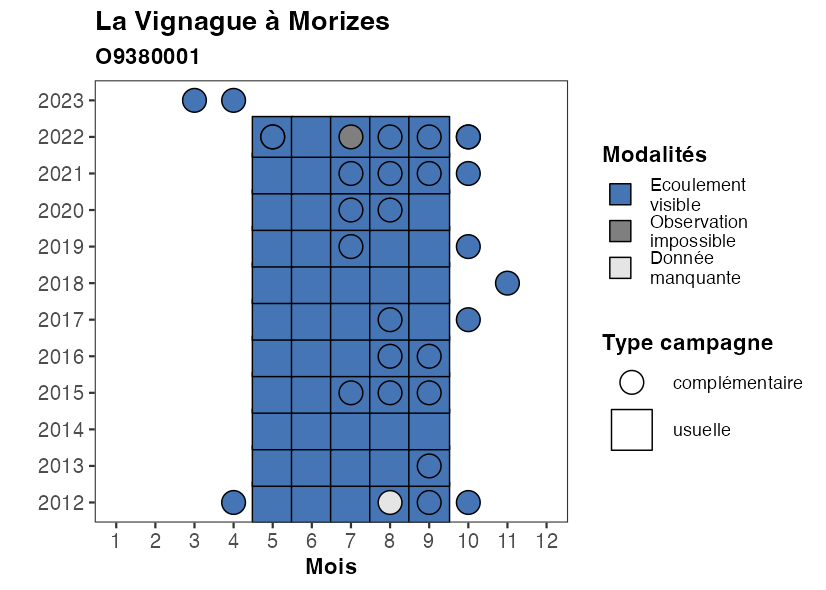 La Vignague à Morizes
O9380001
2023
2022
2021
2020
2019
2018
2017
2016
2015
2014
2013
2012
1 2 3 4 5 6 7 8 9 10 11 12
Mois
Modalités
Ecoulement
visible
Observation
impossible
Donnée
manquante
Type campagne
complémentaire
usuelle